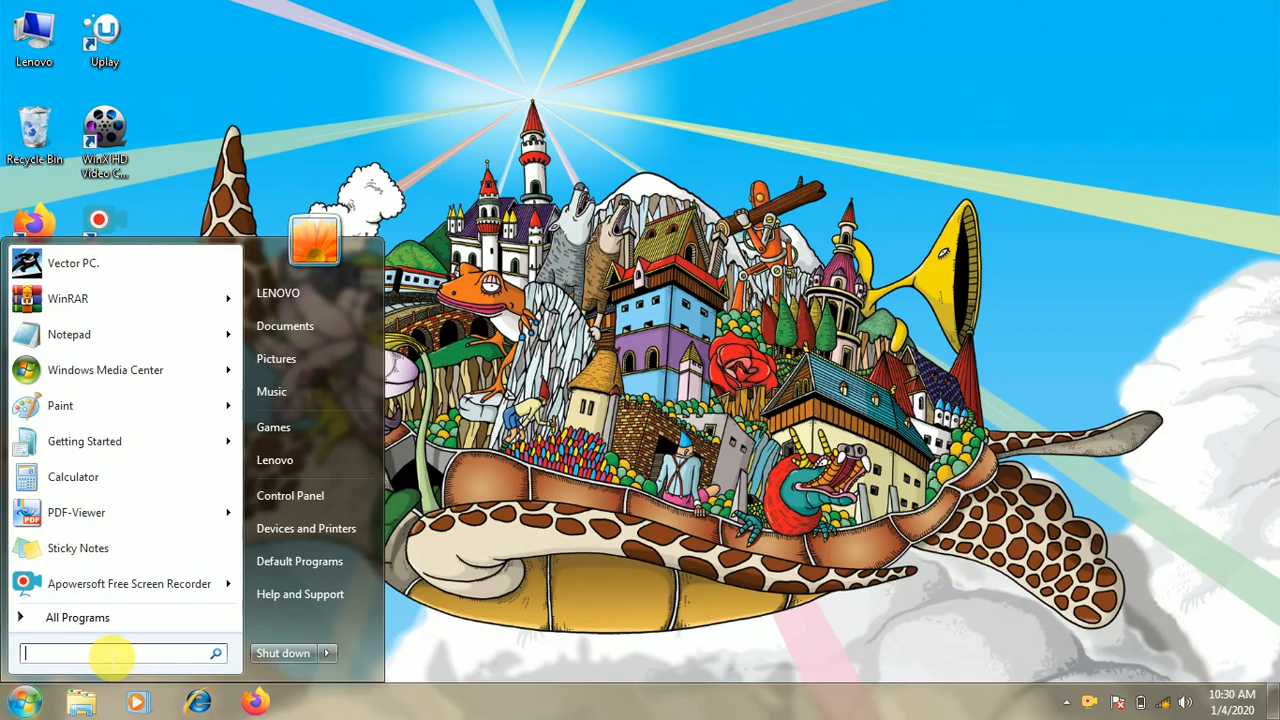 Lenovo
Uplay
Recycle Bin
WinX HD
Video C...
Vector PC.
WinRAR
Notepad
Windows Media Center
Paint
Getting Started
Calculator
PDF-Viewer
Sticky Notes
Apowersoft Free Screen Recorder
All Programs
LENOVO
Documents
Pictures
Music
Games
Lenovo
Control Panel
Devices and Printers
Default Programs
Help and Support
Shut down
10:30 AM
1/4/2020